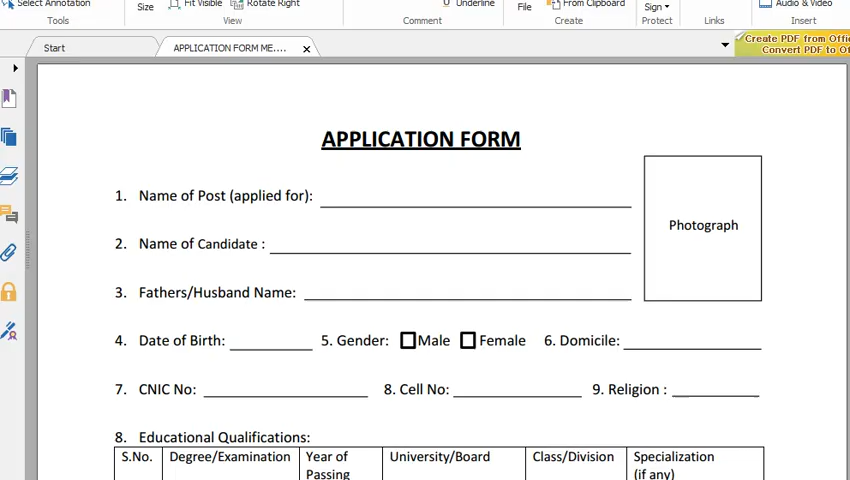 Select Annotation Size Fit Visible Rotate Right Underline File From Clipboard Sign Audio & Video
Tools View Comment Create Protect Links Insert
Start APPLICATION FORM ME.... Create PDF from Offi
Convert PDF to Of
APPLICATION FORM
Photograph
1. Name of Post (applied for):
2. Name of Candidate :
3. Fathers/Husband Name:
4. Date of Birth: 5. Gender: Male Female 6. Domicile:
7. CNIC No: 8. Cell No: 9. Religion :
8. Educational Qualifications:
S.No. Degree/Examination Year of Passing University/Board Class/Division Specialization (if any)